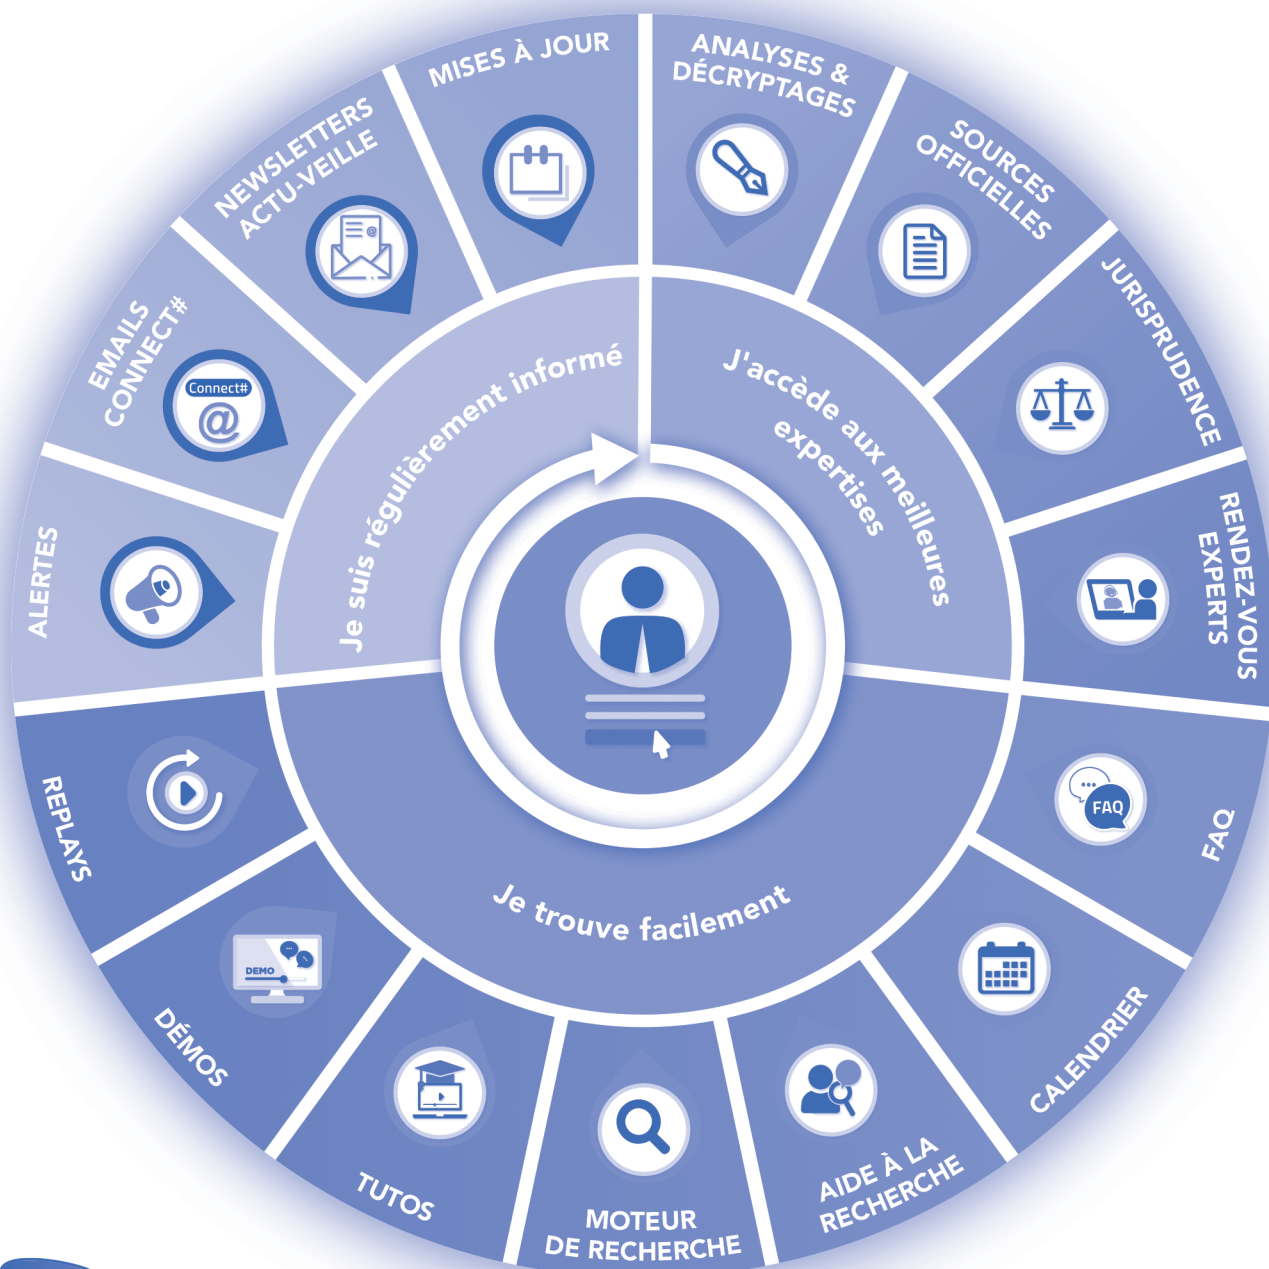 MISES À JOUR
ANALYSES &
DÉCRYPTAGES
SOURCES
OFFICIELLES
JURISPRUDENCE
RENDEZ-VOUS
EXPERTS
FAQ
FAQ
CALENDRIER
AIDE À LA
RECHERCHE
MOTEUR
DE RECHERCHE
TUTOS
DÉMOS
DEMO
REPLAYS
ALERTES
EMAILS
CONNECT#
Connect#
@
NEWSLETTERS
ACTU-VEILLE
@
Je suis régulièrement informé
J'accède aux meilleures
expertises
Je trouve facilement